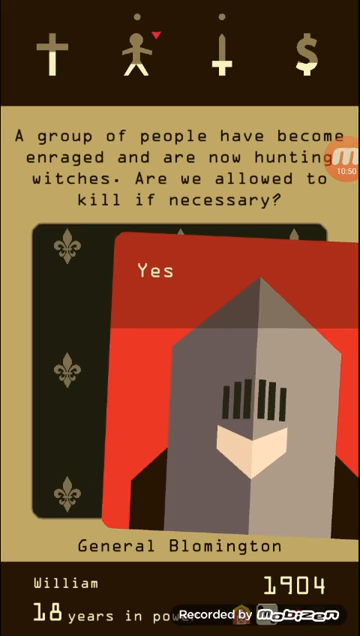 $
A group of people have become
enraged and are now hunting
witches. Are we allowed to
kill if necessary?
10:50
Yes
General Blomington
William
1904
18 years in pow
Recorded by mobizen